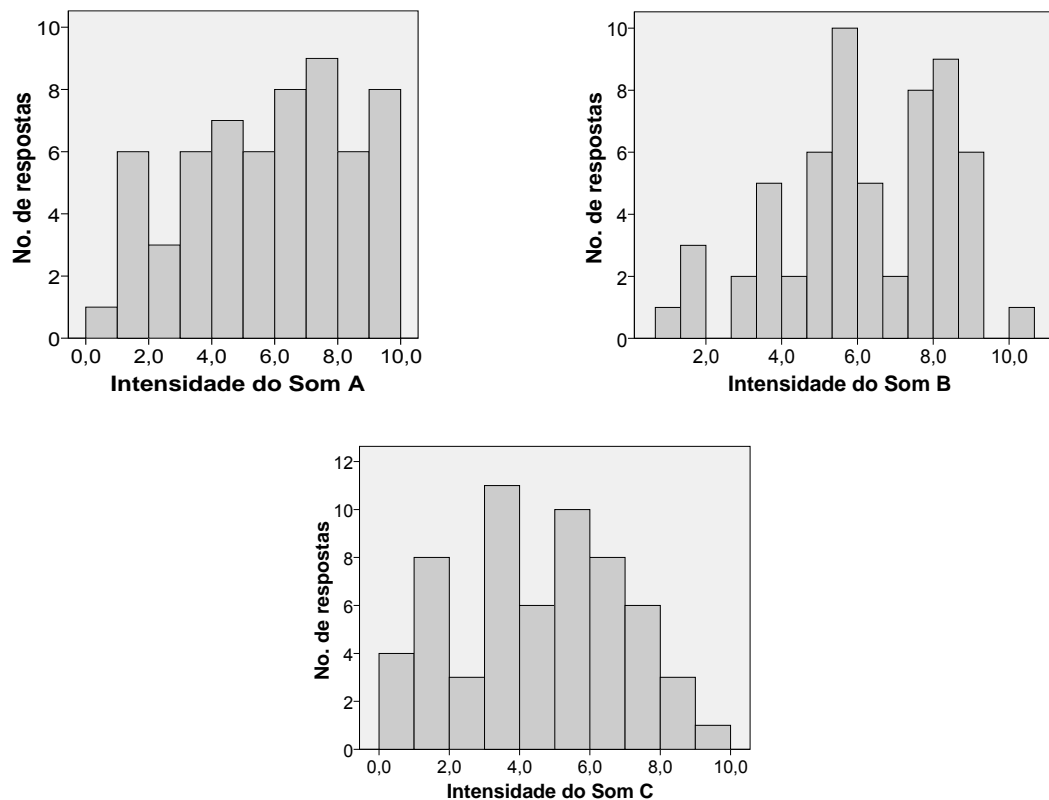 No. de respostas
10
8
6
4
2
0
0,0 2,0 4,0 6,0 8,0 10,0
Intensidade do Som A
No. de respostas
10
8
6
4
2
0
2,0 4,0 6,0 8,0 10,0
Intensidade do Som B
No. de respostas
12
10
8
6
4
2
0
0,0 2,0 4,0 6,0 8,0 10,0
Intensidade do Som C